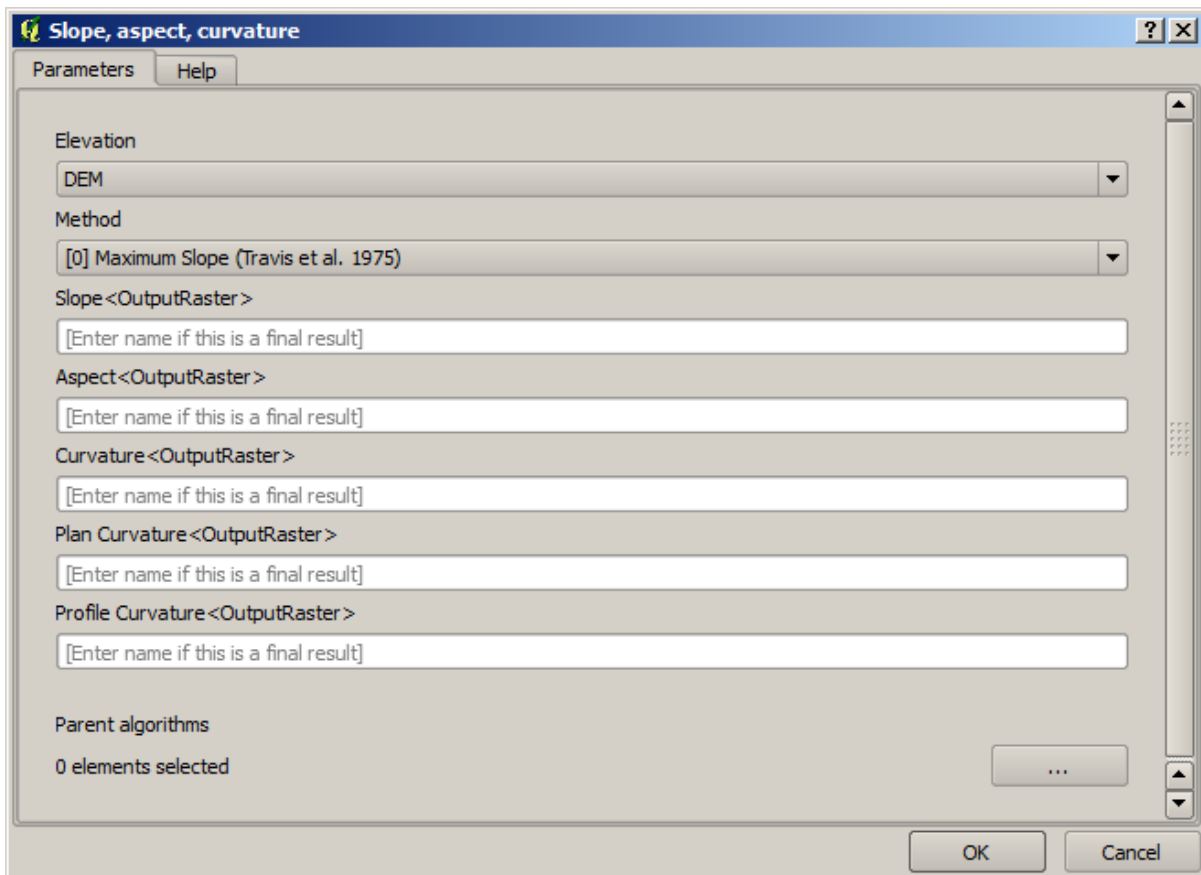 Slope, aspect, curvature
Parameters Help
Elevation
DEM
Method
[0] Maximum Slope (Travis et al. 1975)
Slope<OutputRaster>
[Enter name if this is a final result]
Aspect<OutputRaster>
[Enter name if this is a final result]
Curvature<OutputRaster>
[Enter name if this is a final result]
Plan Curvature<OutputRaster>
[Enter name if this is a final result]
Profile Curvature<OutputRaster>
[Enter name if this is a final result]
Parent algorithms
0 elements selected ...
OK Cancel